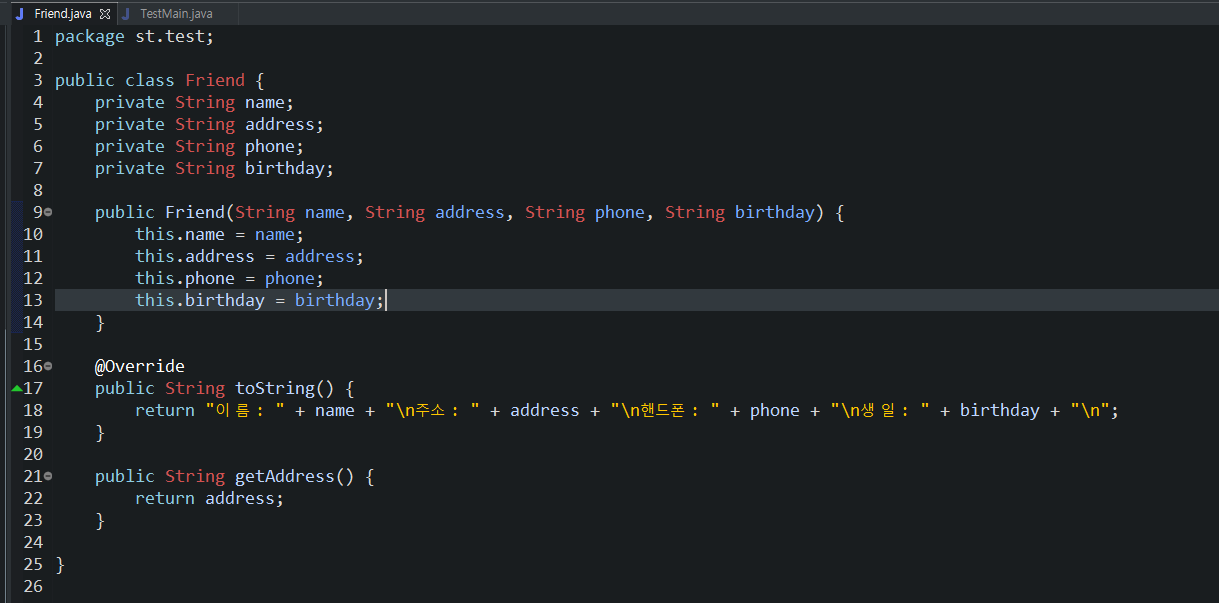 Friend.java TestMain.java
1 package st.test;
2
3 public class Friend {
4     private String name;
5     private String address;
6     private String phone;
7     private String birthday;
8
9     public Friend(String name, String address, String phone, String birthday) {
10         this.name = name;
11         this.address = address;
12         this.phone = phone;
13         this.birthday = birthday;
14     }
15
16     @Override
17     public String toString() {
18         return "이 름 : " + name + "\n주소 : " + address + "\n핸드폰 : " + phone + "\n생 일 : " + birthday + "\n";
19     }
20
21     public String getAddress() {
22         return address;
23     }
24
25 }
26